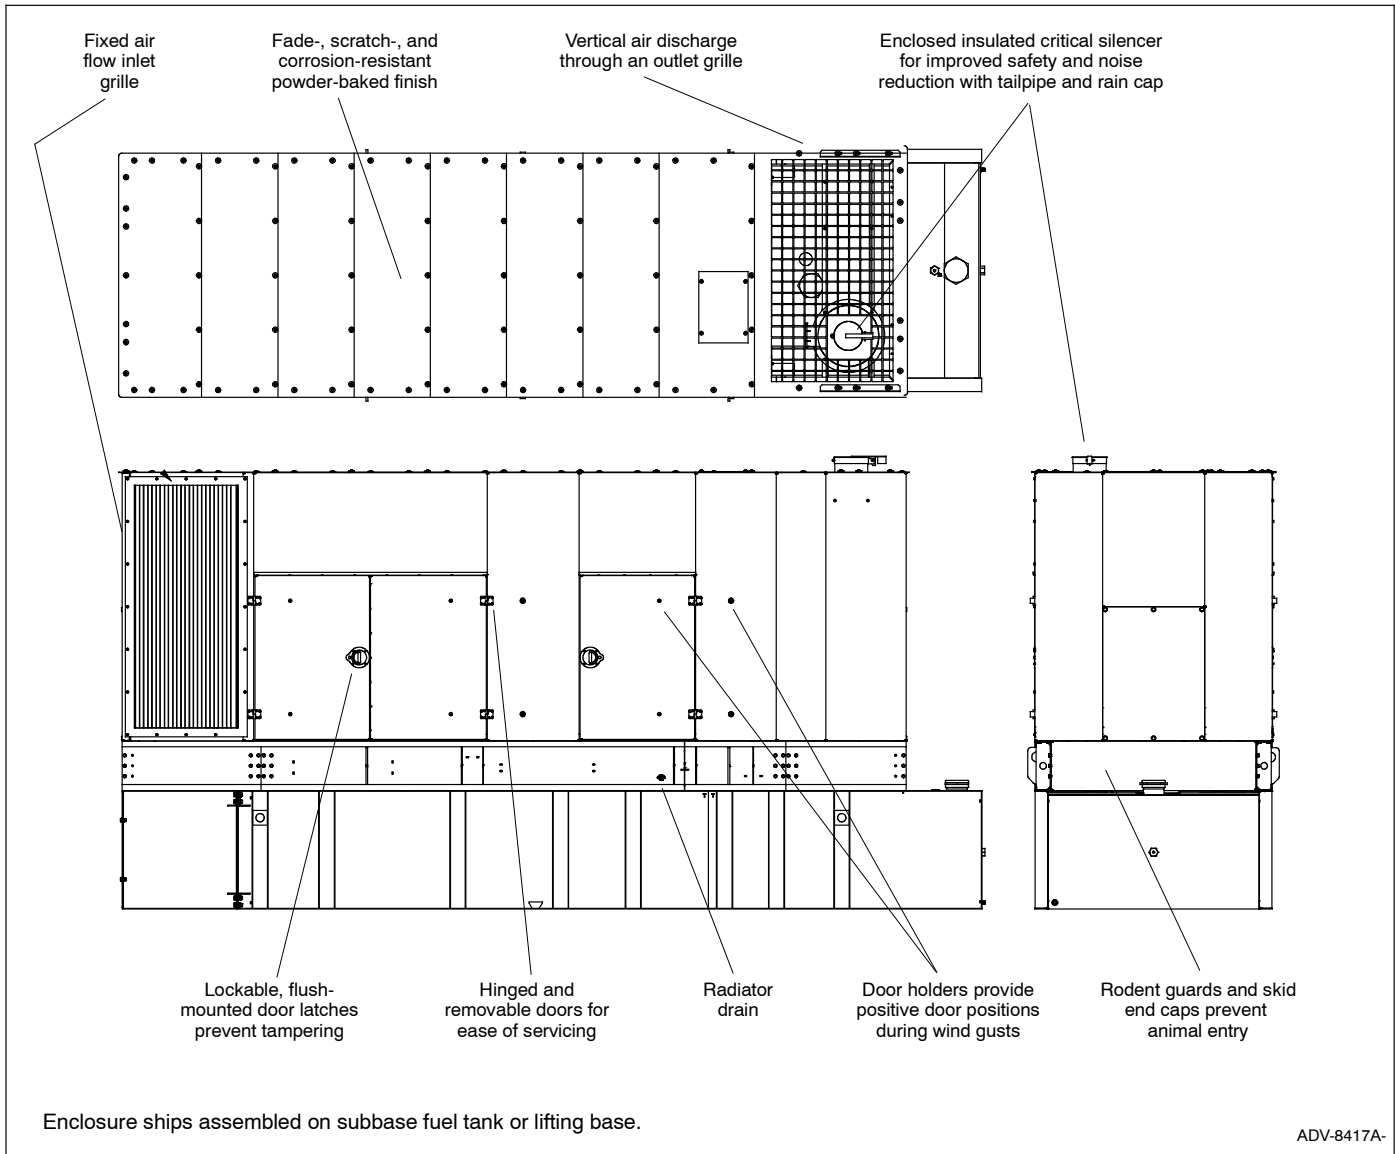 Fixed air
flow inlet
grille
Fade-, scratch-, and
corrosion-resistant
powder-baked finish
Vertical air discharge
through an outlet grille
Enclosed insulated critical silencer
for improved safety and noise
reduction with tailpipe and rain cap
Lockable, flush-
mounted door latches
prevent tampering
Hinged and
removable doors for
ease of servicing
Radiator
drain
Door holders provide
positive door positions
during wind gusts
Rodent guards and skid
end caps prevent
animal entry
Enclosure ships assembled on subbase fuel tank or lifting base.
ADV-8417A-